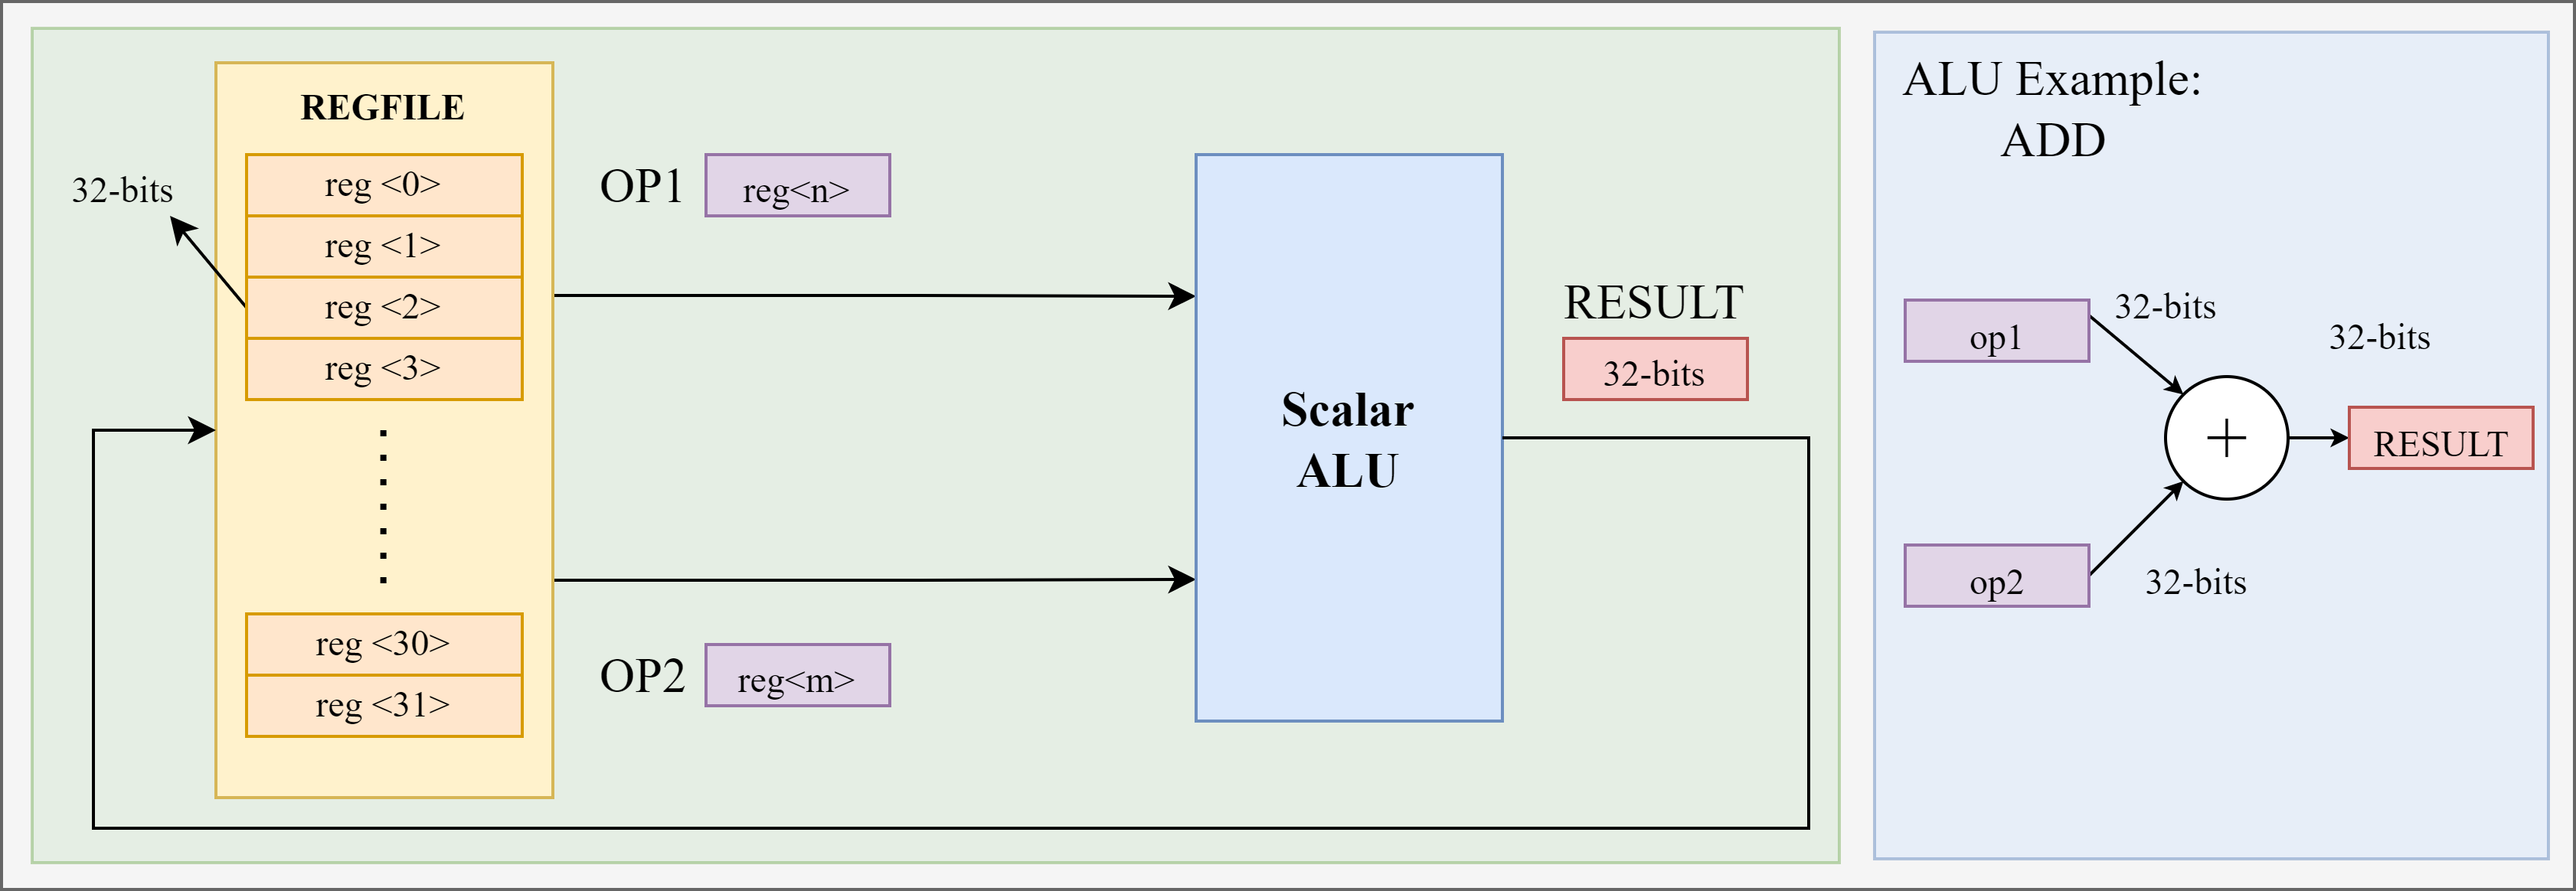 REGFILE
32-bits
reg <0>
reg <1>
reg <2>
reg <3>
reg <30>
reg <31>
OP1
reg<n>
OP2
reg<m>
Scalar
ALU
RESULT
32-bits
ALU Example:
ADD
op1
32-bits
op2
32-bits
+
32-bits
RESULT